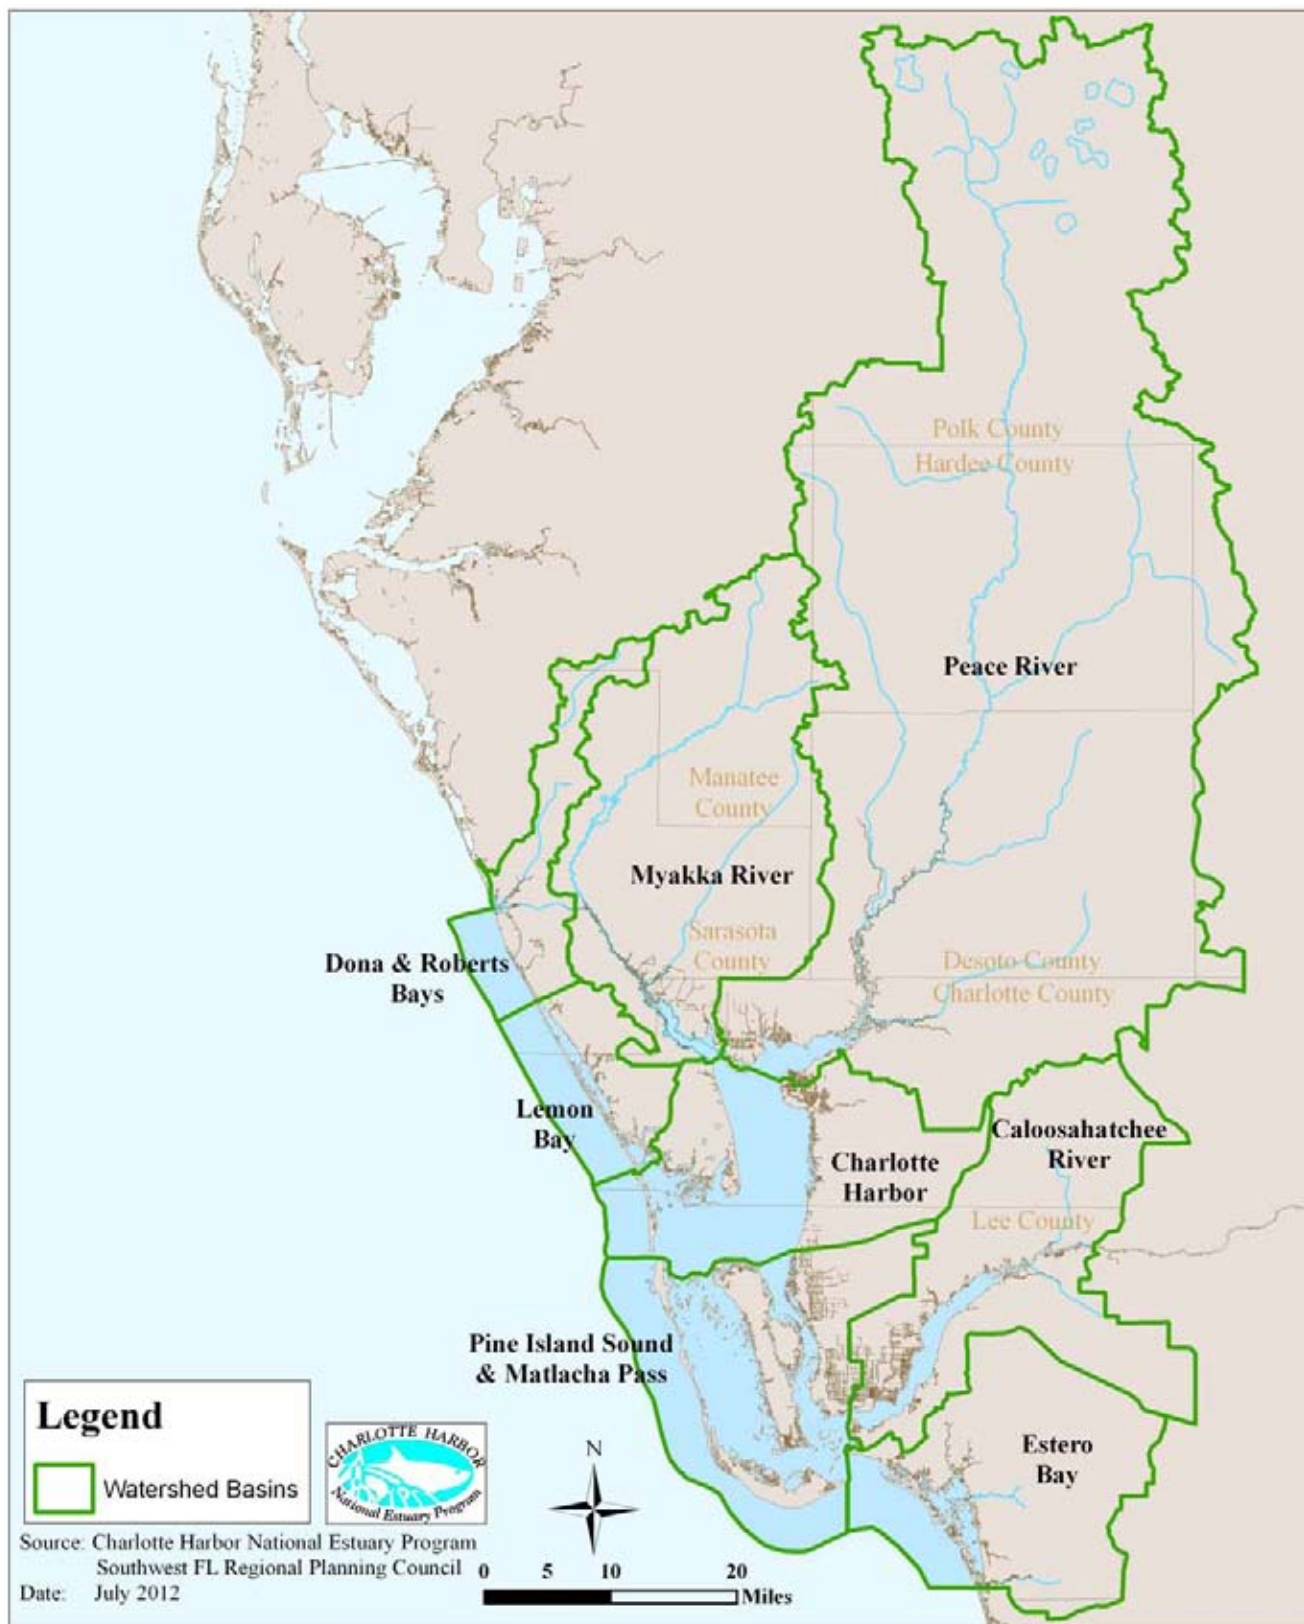 Polk County
Hardee County
Peace River
Manatee
County
Myakka River
Sarasota
County
Dona & Roberts
Bays
Desoto County
Charlotte County
Lemon
Bay
Caloosahatchee
River
Charlotte
Harbor
Lee County
Pine Island Sound
& Matlacha Pass
Estero
Bay
Legend
Watershed Basins
CHARLOTTE HARBOR
National Estuary Program
N
Source: Charlotte Harbor National Estuary Program
Southwest FL Regional Planning Council
Date: July 2012
0 5 10 20
Miles